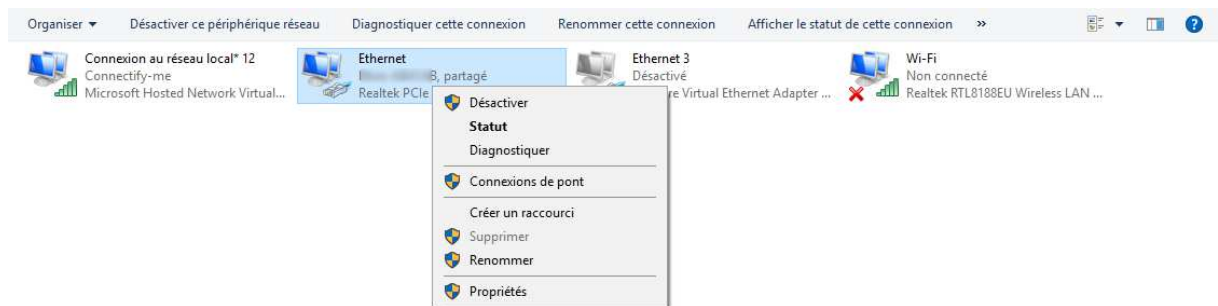 Organiser Désactiver ce périphérique réseau Diagnostiquer cette connexion Renommer cette connexion Afficher le statut de cette connexion »
Connexion au réseau local* 12
Connectify-me
Microsoft Hosted Network Virtual...
Ethernet
, partagé
Realtek PCIe
Ethernet 3
Désactivé
re Virtual Ethernet Adapter ...
Wi-Fi
Non connecté
Realtek RTL8188EU Wireless LAN ...
Désactiver
Statut
Diagnostiquer
Connexions de pont
Créer un raccourci
Supprimer
Renommer
Propriétés